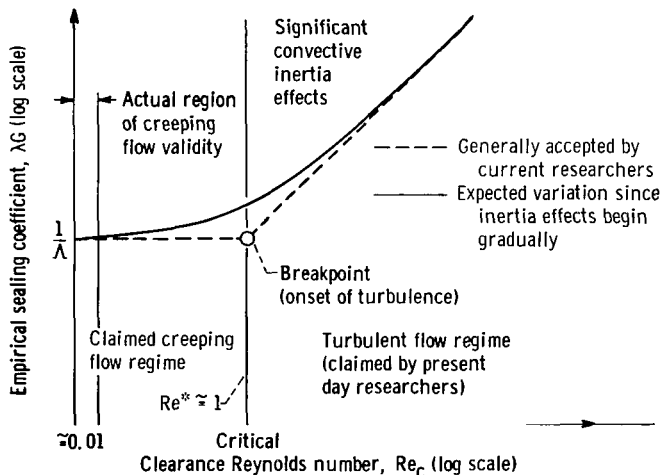 Significant
convective
inertia
effects
Actual region
of creeping
flow validity
Generally accepted by
current researchers
Expected variation since
inertia effects begin
gradually
Empirical sealing coefficient, λG (log scale)
1
Λ
Breakpoint
(onset of turbulence)
Claimed creeping
flow regime
Turbulent flow regime
(claimed by present
day researchers)
Re* ≅ 1
≅0.01
Critical
Clearance Reynolds number, Re_c (log scale)